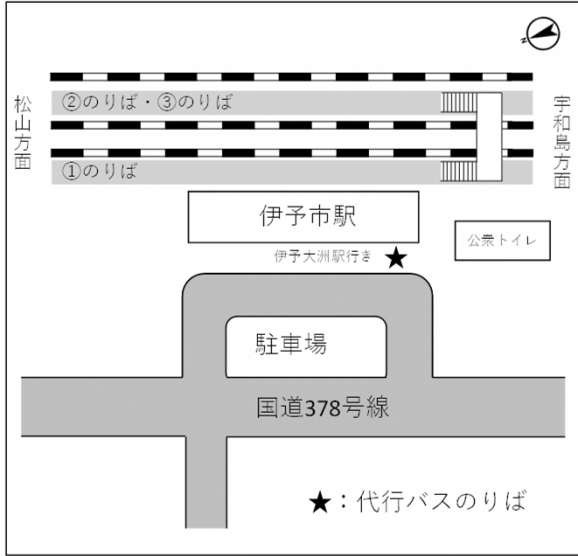 z
松山方面
②のりば・③のりば
宇和島方面
①のりば
伊予市駅
公衆トイレ
伊予大洲駅行き ★
駐車場
国道378号線
★：代行バスのりば